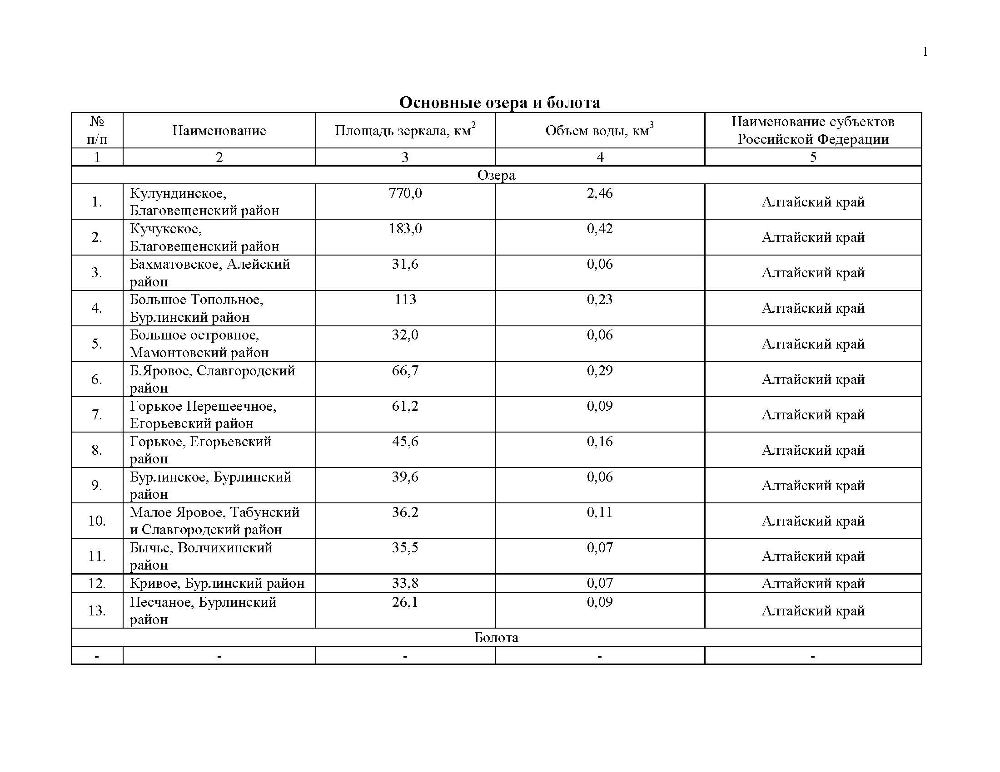 1
Основные озера и болота
№
п/п
Наименование
Площадь зеркала, км²
Объем воды, км³
Наименование субъектов
Российской Федерации
1 2 3 4 5
Озера
1.
Кулундинское,
Благовещенский район
770,0
2,46
Алтайский край
2.
Кучукское,
Благовещенский район
183,0
0,42
Алтайский край
3.
Бахматовское, Алейский
район
31,6
0,06
Алтайский край
4.
Большое Топольное,
Бурлинский район
113
0,23
Алтайский край
5.
Большое островное,
Мамонтовский район
32,0
0,06
Алтайский край
6.
Б.Яровое, Славгородский
район
66,7
0,29
Алтайский край
7.
Горькое Перешеечное,
Егорьевский район
61,2
0,09
Алтайский край
8.
Горькое, Егорьевский
район
45,6
0,16
Алтайский край
9.
Бурлинское, Бурлинский
район
39,6
0,06
Алтайский край
10.
Малое Яровое, Табунский
и Славгородский район
36,2
0,11
Алтайский край
11.
Бычье, Волчихинский
район
35,5
0,07
Алтайский край
12.
Кривое, Бурлинский район
33,8
0,07
Алтайский край
13.
Песчаное, Бурлинский
район
26,1
0,09
Алтайский край
Болота
- - - - -